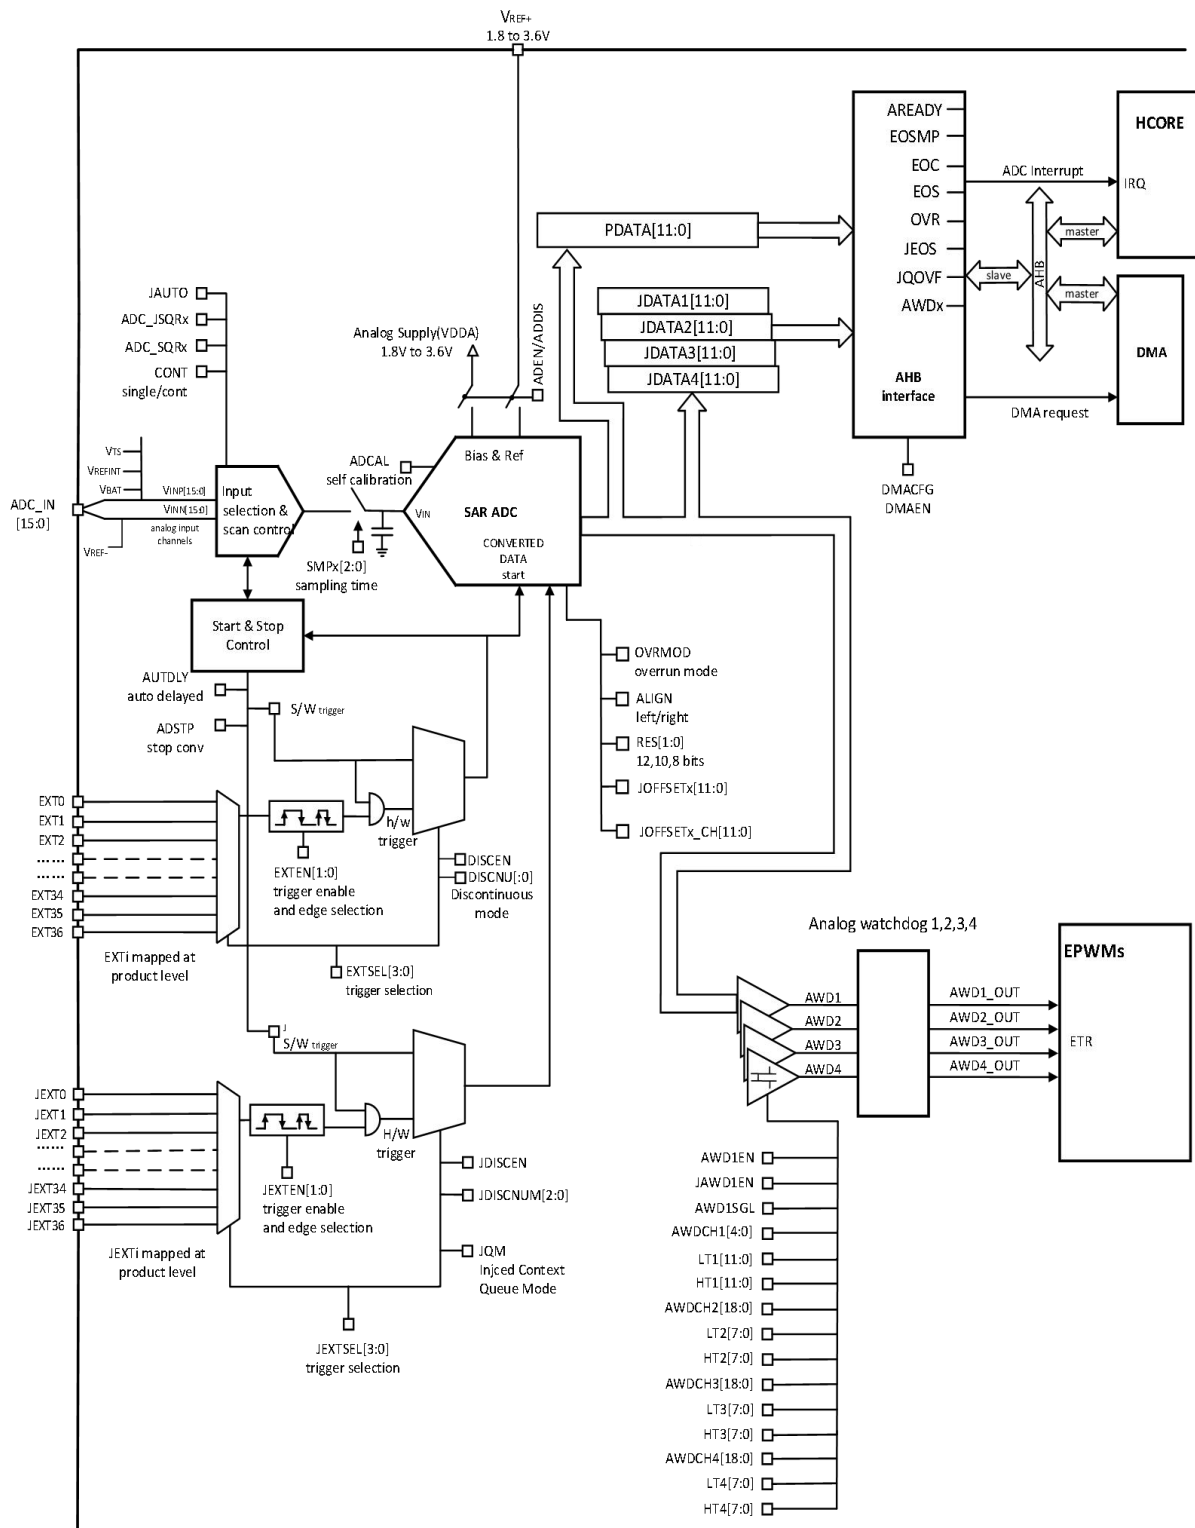 VREF+
1.8 to 3.6V
AREADY
EOSMP
EOC
EOS
OVR
JEOS
JQOVF
AWDx
AHB
interface
HCORE
ADC Interrupt
IRQ
master
slave
AHB
master
DMA
DMA request
DMACFG
DMAEN
PDATA[11:0]
JDATA1[11:0]
JDATA2[11:0]
JDATA3[11:0]
JDATA4[11:0]
JAUTO
ADC_JSQRx
ADC_SQRx
CONT
single/cont
Analog Supply(VDDA)
1.8V to 3.6V
ADEN/ADDIS
VTS
VREFINT
VBAT
ADC_IN
[15:0]
VINP[15:0]
VINN[15:0]
analog input
channels
VREF-
Input
selection &
scan control
ADCAL
self calibration
SMPx[2:0]
sampling time
Bias & Ref
VIN
SAR ADC
CONVERTED
DATA
start
Start & Stop
Control
AUTDLY
auto delayed
ADSTP
stop conv
S/W trigger
OVRMOD
overrun mode
ALIGN
left/right
RES[1:0]
12,10,8 bits
JOFFSETx[11:0]
JOFFSETx_CH[11:0]
EXT0
EXT1
EXT2
......
......
EXT34
EXT35
EXT36
h/w
trigger
EXTEN[1:0]
trigger enable
and edge selection
DISCEN
DISCNU[:0]
Discontinuous
mode
EXTi mapped at
product level
EXTSEL[3:0]
trigger selection
Analog watchdog 1,2,3,4
AWD1
AWD2
AWD3
AWD4
AWD1_OUT
AWD2_OUT
AWD3_OUT
AWD4_OUT
EPWMs
ETR
J
S/W trigger
JEXT0
JEXT1
JEXT2
......
......
JEXT34
JEXT35
JEXT36
H/W
trigger
JEXTEN[1:0]
trigger enable
and edge selection
JDISCEN
JDISCNUM[2:0]
JQM
Injced Context
Queue Mode
JEXTi mapped at
product level
JEXTSEL[3:0]
trigger selection
AWD1EN
JAWD1EN
AWD1SGL
AWDCH1[4:0]
LT1[11:0]
HT1[11:0]
AWDCH2[18:0]
LT2[7:0]
HT2[7:0]
AWDCH3[18:0]
LT3[7:0]
HT3[7:0]
AWDCH4[18:0]
LT4[7:0]
HT4[7:0]